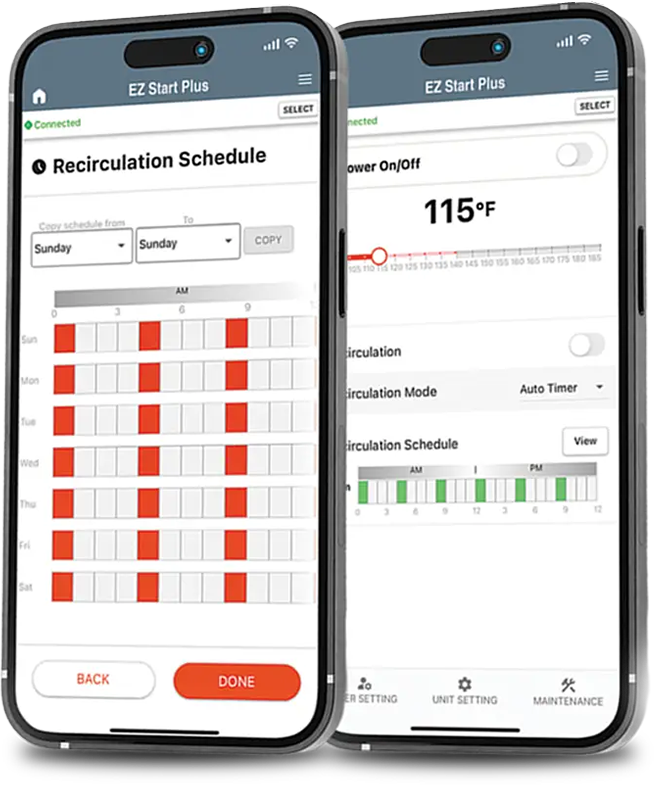 EZ Start Plus
Connected
SELECT
Recirculation Schedule
Copy schedule from
To
Sunday
Sunday
COPY
AM
0 3 6 9
Sun
Mon
Tue
Wed
Thu
Fri
Sat
BACK
DONE
EZ Start Plus
nected
SELECT
ower On/Off
115°F
105 110 115 120 125 130 135 140 145 150 155 160 165 170 175 180 185
circulation
circulation Mode
Auto Timer
circulation Schedule
View
AM | PM
n
0 3 6 9 12 3 6 9 12
ER SETTING
UNIT SETTING
MAINTENANCE